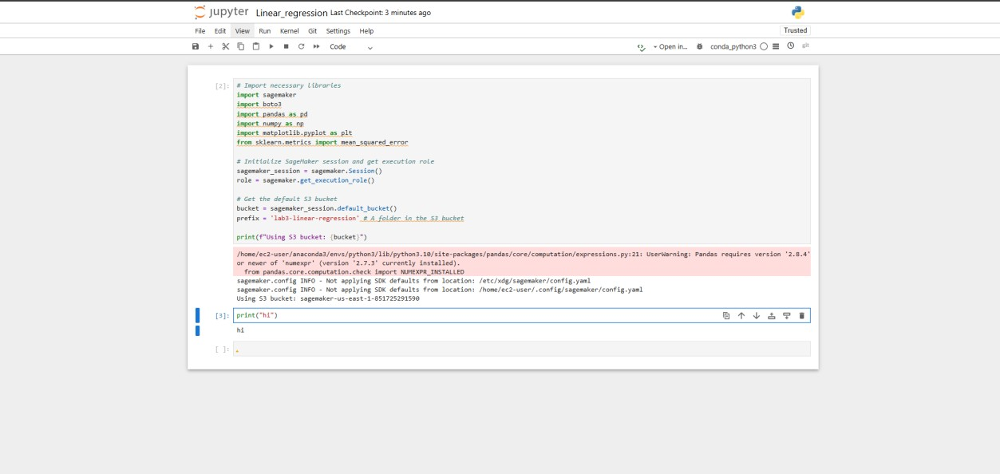 jupyter Linear_regression Last Checkpoint: 3 minutes ago
File Edit View Run Kernel Git Settings Help
Trusted
Code
Open in...
conda_python3
git
[2]:
# Import necessary libraries
import sagemaker
import boto3
import pandas as pd
import numpy as np
import matplotlib.pyplot as plt
from sklearn.metrics import mean_squared_error
# Initialize SageMaker session and get execution role
sagemaker_session = sagemaker.Session()
role = sagemaker.get_execution_role()
# Get the default S3 bucket
bucket = sagemaker_session.default_bucket()
prefix = 'lab3-linear-regression' # A folder in the S3 bucket
print(f"Using S3 bucket: {bucket}")
/home/ec2-user/anaconda3/envs/python3/lib/python3.10/site-packages/pandas/core/computation/expressions.py:21: UserWarning: Pandas requires version '2.8.4'
or newer of 'numexpr' (version '2.7.3' currently installed).
from pandas.core.computation.check import NUMEXPR_INSTALLED
sagemaker.config INFO - Not applying SDK defaults from location: /etc/xdg/sagemaker/config.yaml
sagemaker.config INFO - Not applying SDK defaults from location: /home/ec2-user/.config/sagemaker/config.yaml
Using S3 bucket: sagemaker-us-east-1-851725291590
[3]: print("hi")
hi
[ ]: